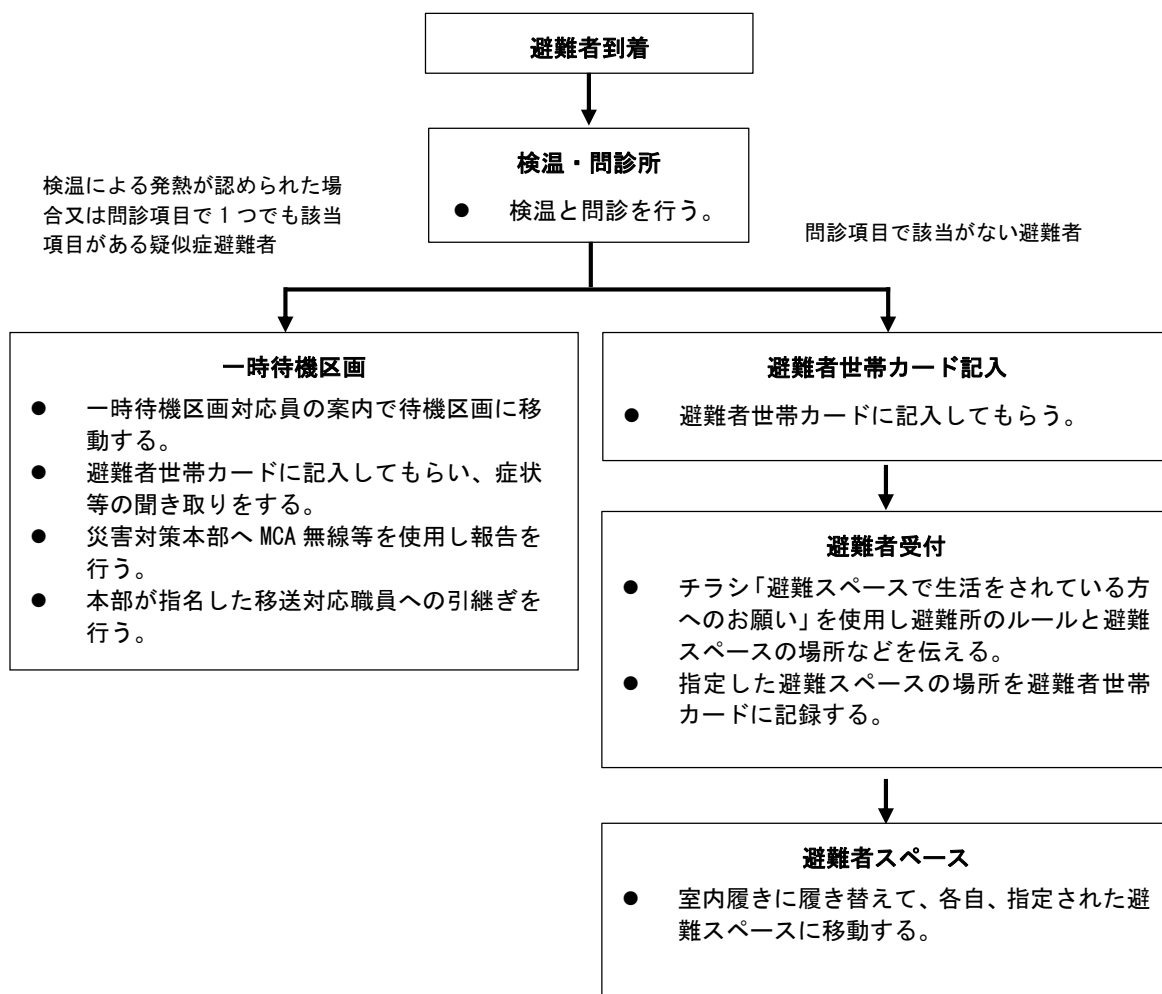 避難者到着
検温・問診所
● 検温と問診を行う。
検温による発熱が認められた場
合又は問診項目で1つでも該当
項目がある疑似症避難者
問診項目で該当がない避難者
一時待機区画
● 一時待機区画対応員の案内で待機区画に移
動する。
● 避難者世帯カードに記入してもらい、症状
等の聞き取りをする。
● 災害対策本部へ MCA 無線等を使用し報告を
行う。
● 本部が指名した移送対応職員への引継ぎを
行う。
避難者世帯カード記入
● 避難者世帯カードに記入してもらう。
避難者受付
● チラシ「避難スペースで生活をされている方
へのお願い」を使用し避難所のルールと避難
スペースの場所などを伝える。
● 指定した避難スペースの場所を避難者世帯
カードに記録する。
避難者スペース
● 室内履きに履き替えて、各自、指定された避
難スペースに移動する。